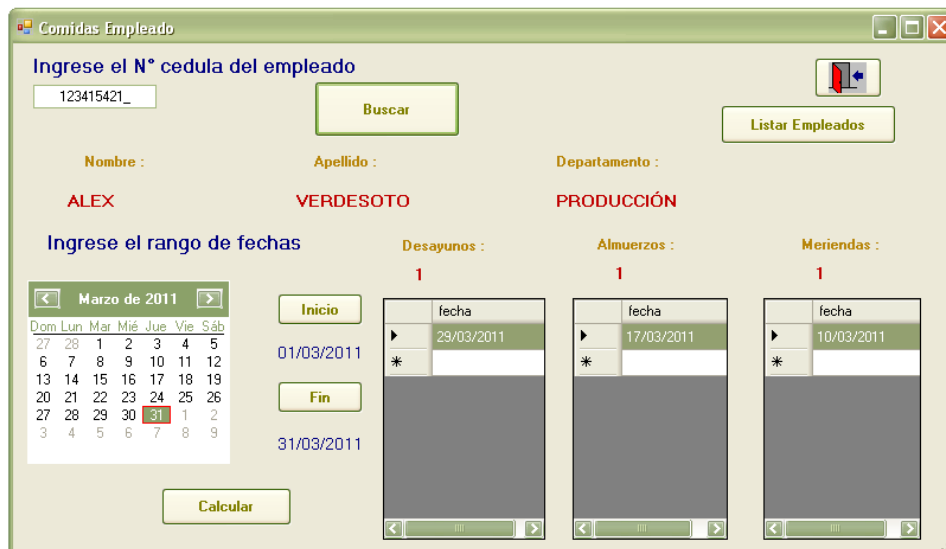 Comidas Empleado
Ingrese el N° cedula del empleado
123415421_
Buscar
Listar Empleados
Nombre : Apellido : Departamento :
ALEX VERDESOTO PRODUCCIÓN
Ingrese el rango de fechas
Desayunos : Almuerzos : Meriendas :
1 1 1
Marzo de 2011
Dom Lun Mar Mié Jue Vie Sáb
27 28 1 2 3 4 5
6 7 8 9 10 11 12
13 14 15 16 17 18 19
20 21 22 23 24 25 26
27 28 29 30 31 1 2
3 4 5 6 7 8 9
Inicio
01/03/2011
Fin
31/03/2011
Calcular
fecha
29/03/2011
fecha
17/03/2011
fecha
10/03/2011